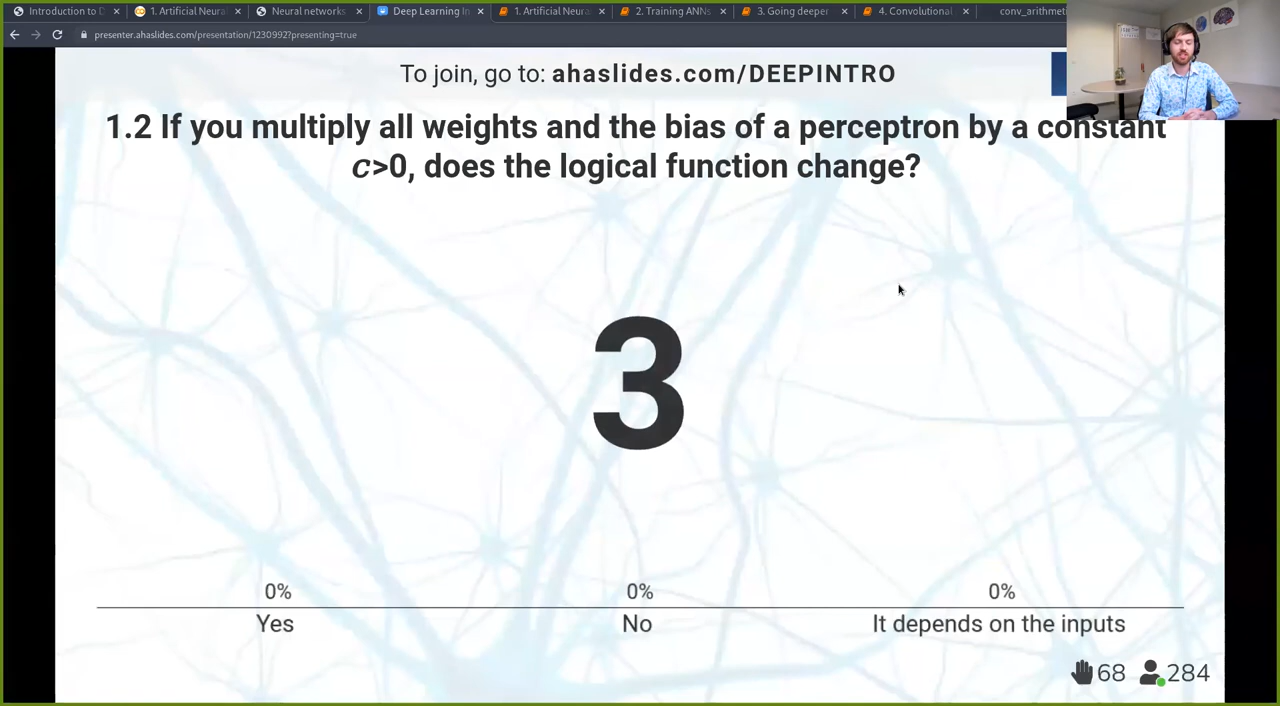 Introduction to D
1. Artificial Neura
Neural networks,
Deep Learning In
1. Artificial Neura
2. Training ANNs
3. Going deeper
4. Convolutional
conv_arithmeti
presenter.ahaslides.com/presentation/1230992?presenting=true
To join, go to: ahaslides.com/DEEPINTRO
1.2 If you multiply all weights and the bias of a perceptron by a constant
c>0, does the logical function change?
3
0%
0%
0%
Yes
No
It depends on the inputs
68
284